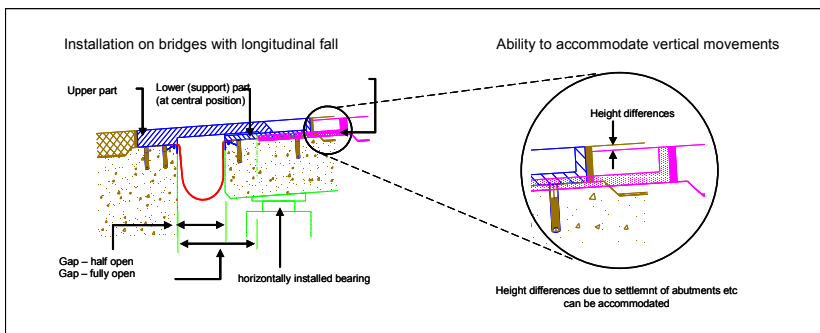 Installation on bridges with longitudinal fall
Ability to accommodate vertical movements
Upper part
Lower (support) part
(at central position)
Height differences
Gap – half open
Gap – fully open
horizontally installed bearing
Height differences due to settlemnt of abutments etc
can be accommodated